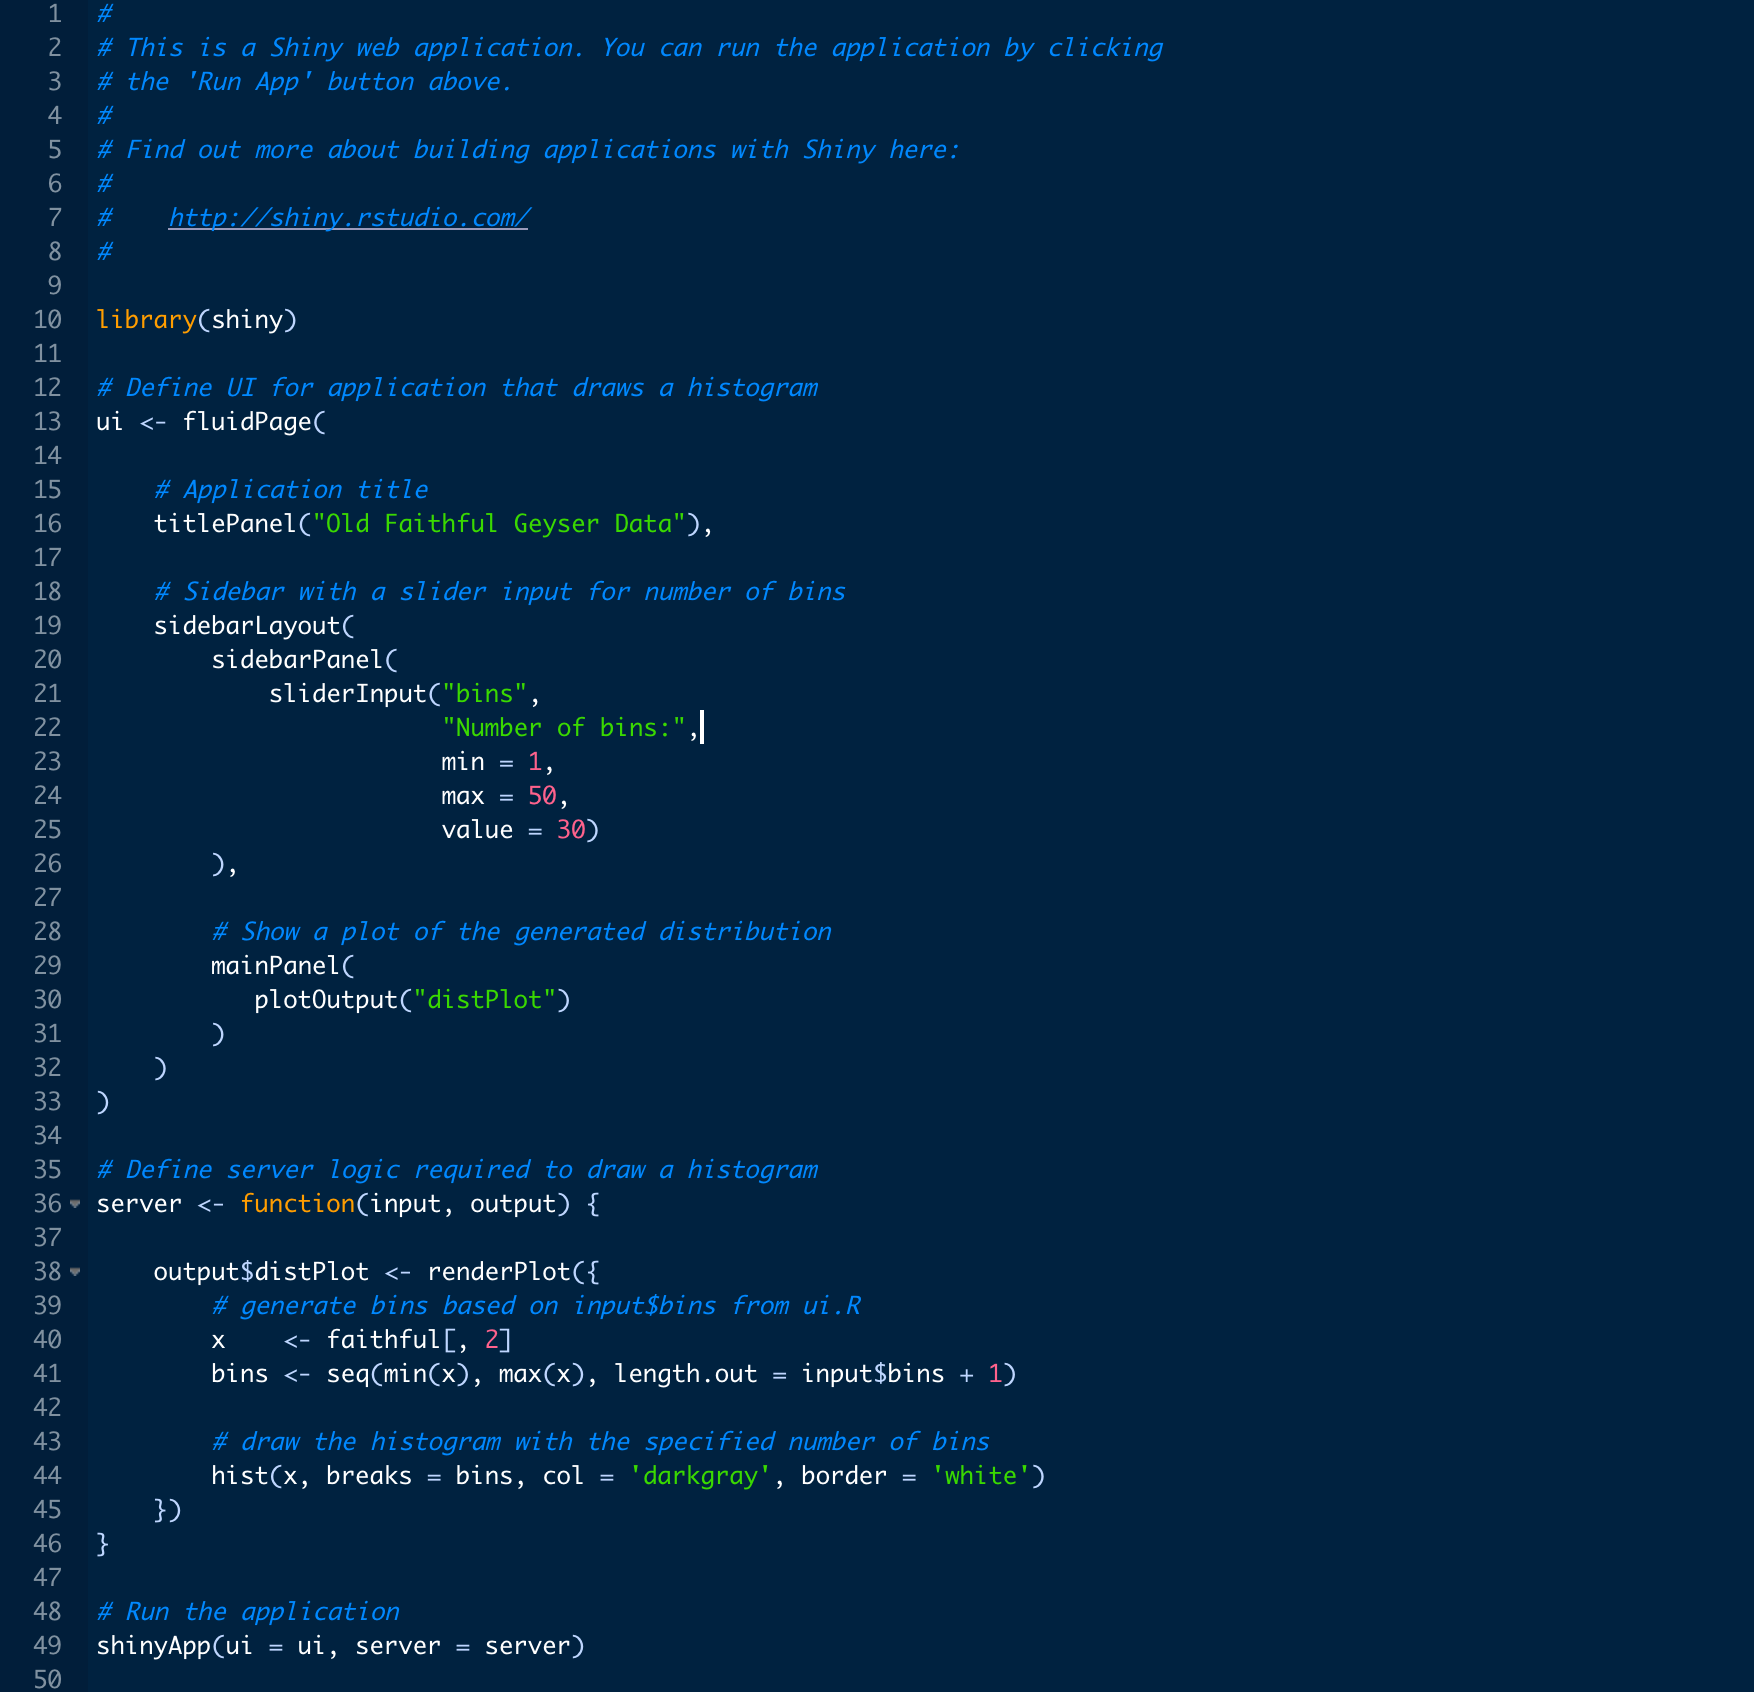 1 #
2 # This is a Shiny web application. You can run the application by clicking
3 # the 'Run App' button above.
4 #
5 # Find out more about building applications with Shiny here:
6 #
7 #    http://shiny.rstudio.com/
8 #
9
10 library(shiny)
11
12 # Define UI for application that draws a histogram
13 ui <- fluidPage(
14
15     # Application title
16     titlePanel("Old Faithful Geyser Data"),
17
18     # Sidebar with a slider input for number of bins
19     sidebarLayout(
20         sidebarPanel(
21             sliderInput("bins",
22                         "Number of bins:",
23                         min = 1,
24                         max = 50,
25                         value = 30)
26         ),
27
28         # Show a plot of the generated distribution
29         mainPanel(
30            plotOutput("distPlot")
31         )
32     )
33 )
34
35 # Define server logic required to draw a histogram
36 server <- function(input, output) {
37
38     output$distPlot <- renderPlot({
39         # generate bins based on input$bins from ui.R
40         x    <- faithful[, 2]
41         bins <- seq(min(x), max(x), length.out = input$bins + 1)
42
43         # draw the histogram with the specified number of bins
44         hist(x, breaks = bins, col = 'darkgray', border = 'white')
45     })
46 }
47
48 # Run the application
49 shinyApp(ui = ui, server = server)
50